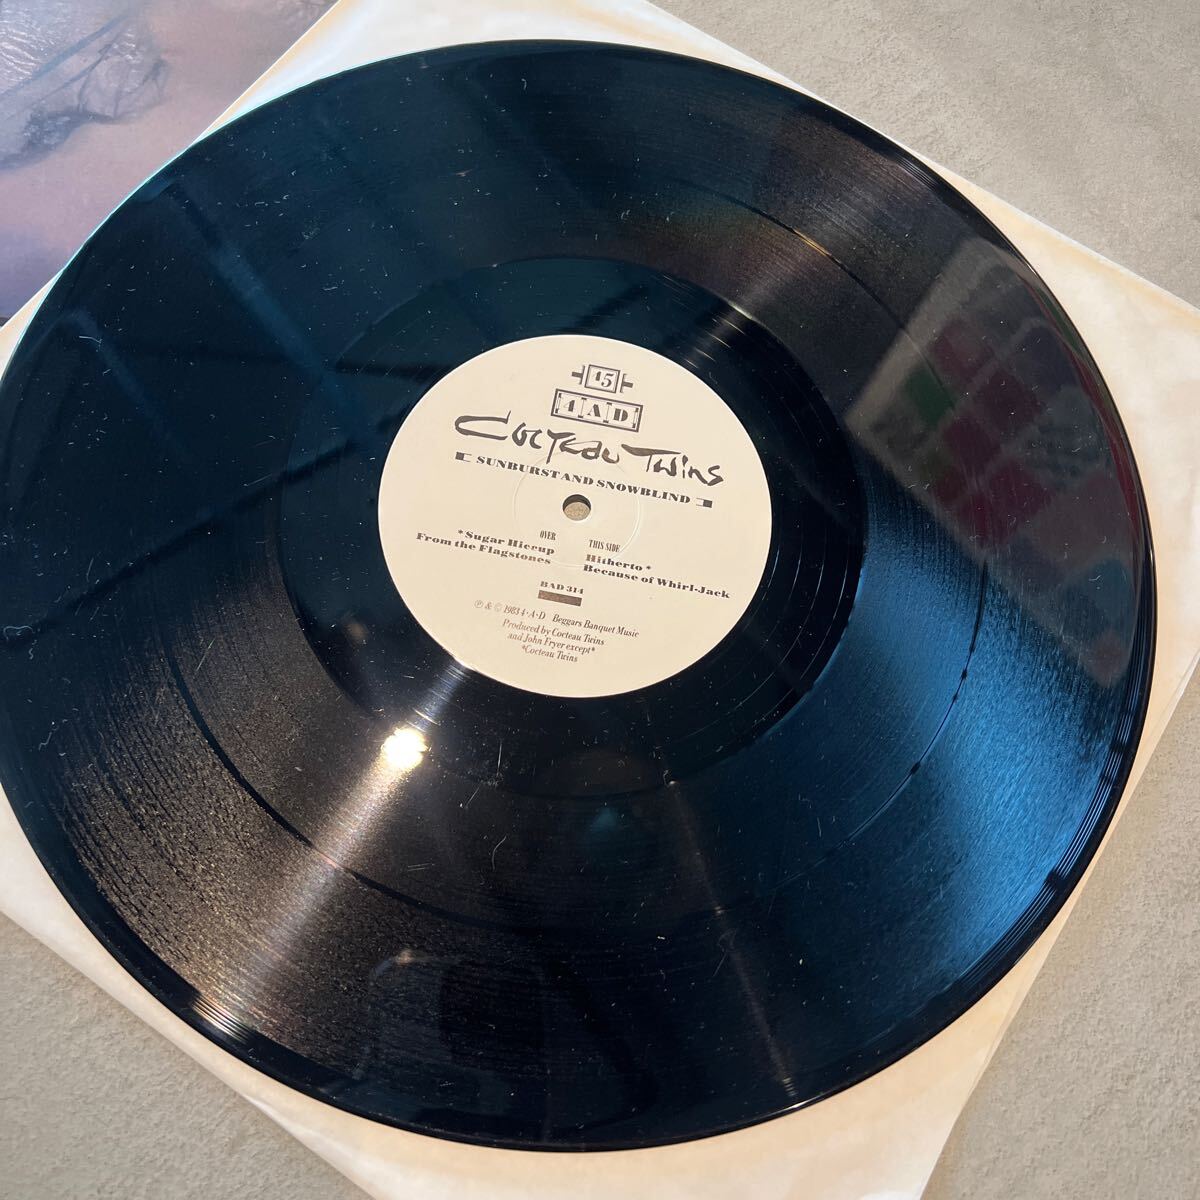 45
4AD
Cocteau Twins
SUNBURST AND SNOWBLIND
OVER
*Sugar Hiccup
From the Flagstones
THIS SIDE
Hitherto*
Because of Whirl-Jack
BAD 314
℗ & © 1983 4·A·D Beggars Banquet Music
Produced by Cocteau Twins
and John Fryer except*
*Cocteau Twins